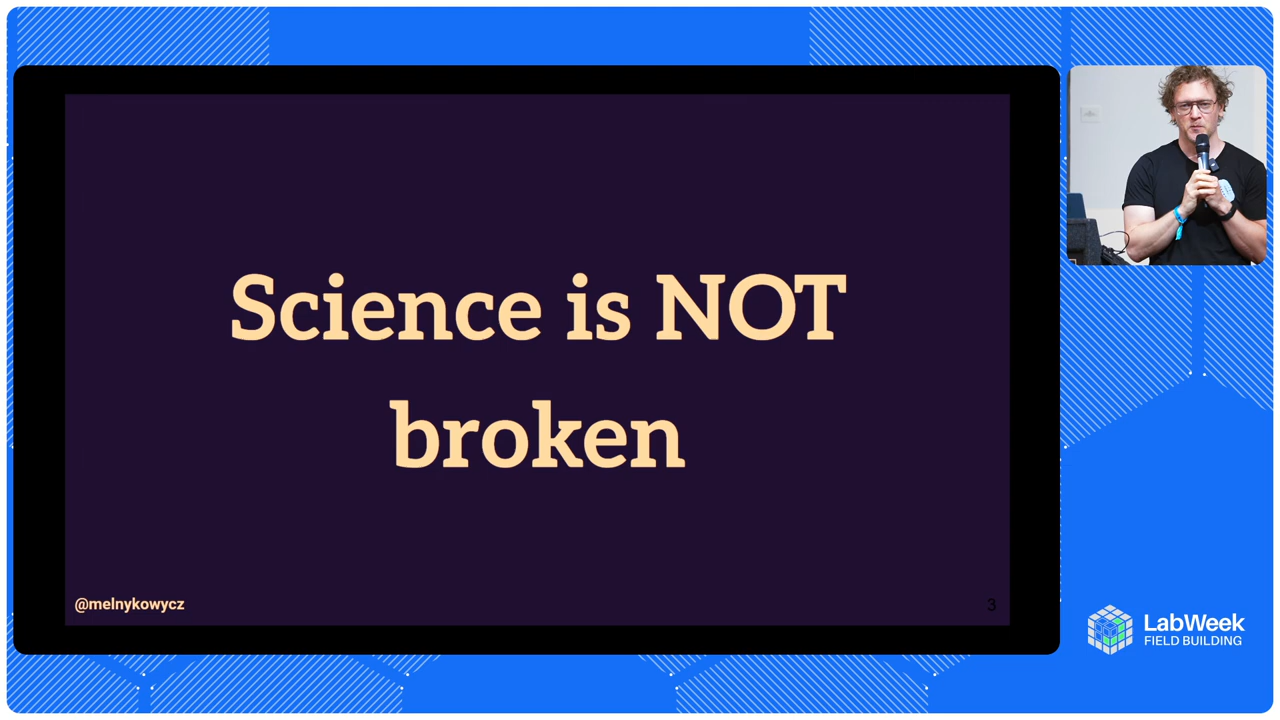 Science is NOT
broken
@melnykowycz
3
LabWeek
FIELD BUILDING